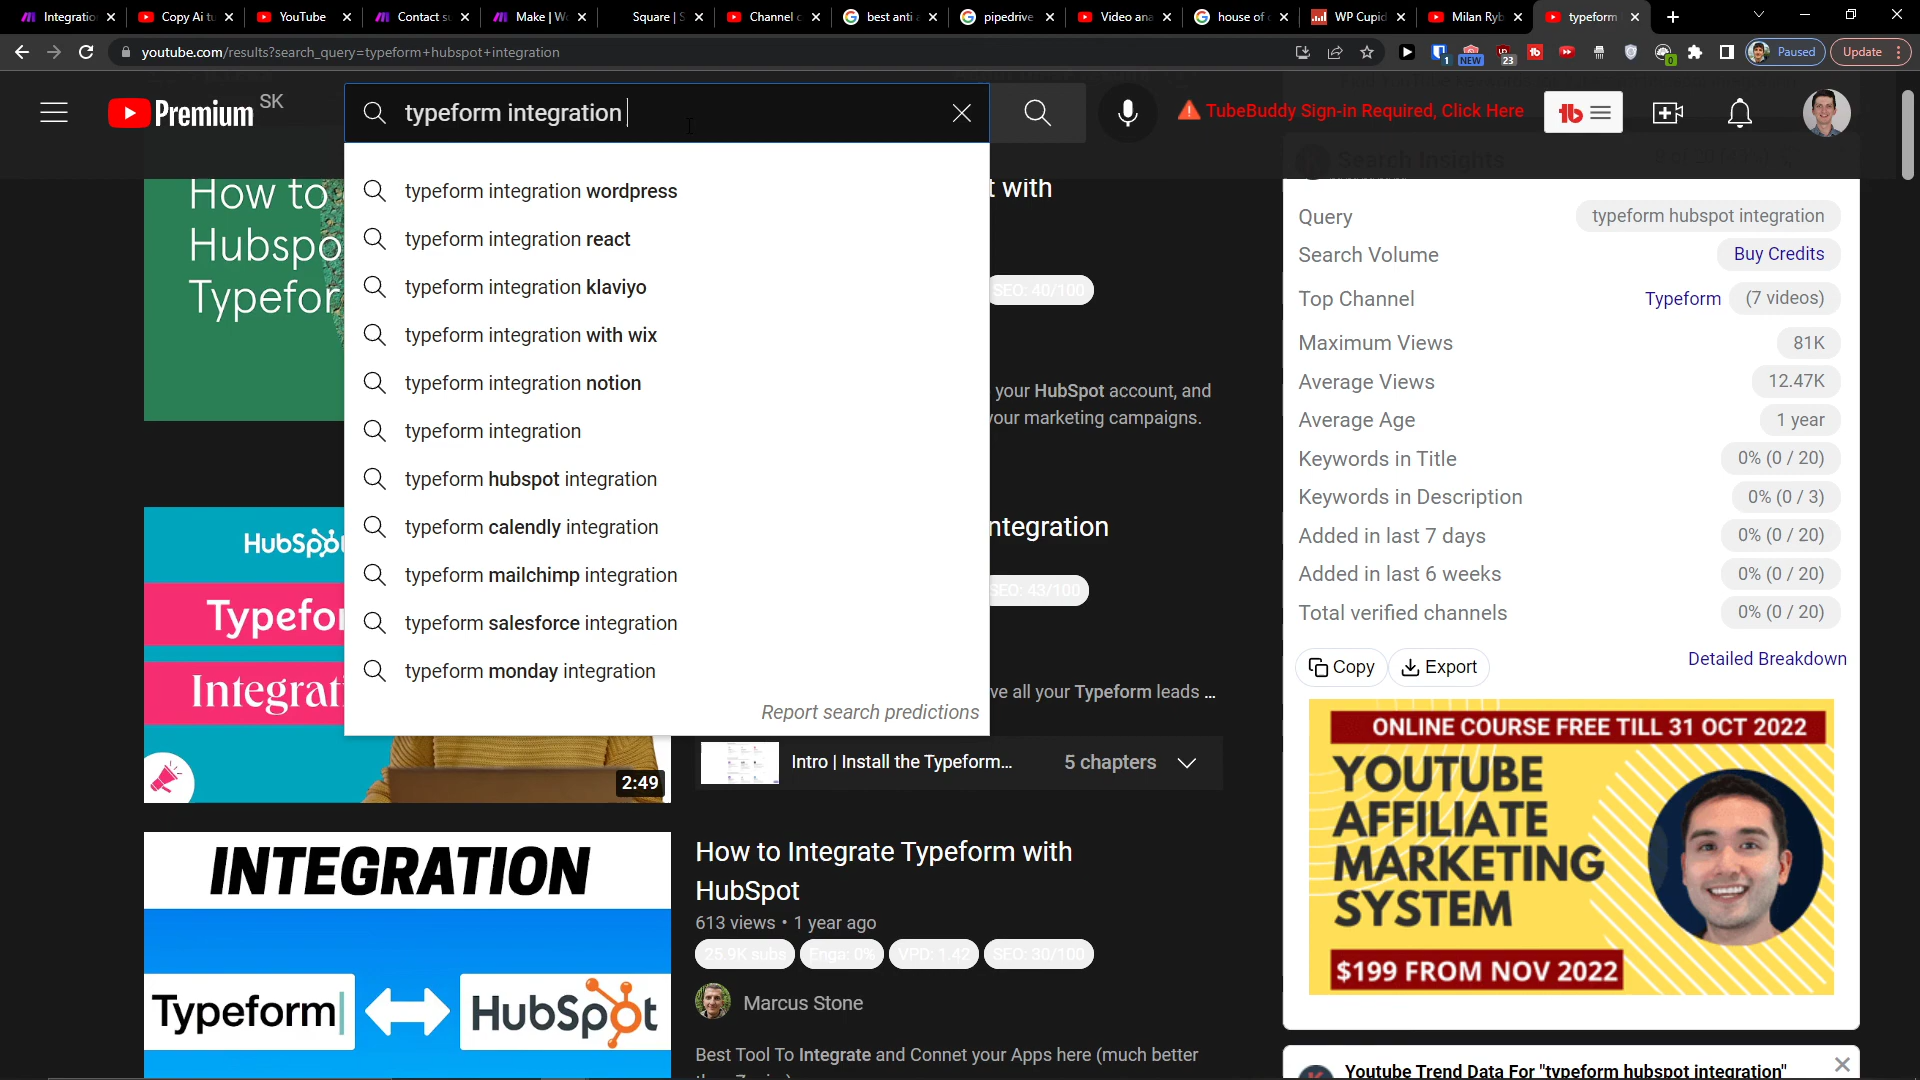 Integratio
Copy Ai tu
YouTube
Contact su
Make | Wo
Square | S
Channel c
best anti a
pipedrive
Video ana
house of c
WP Cupid
Milan Ryb
typeform
youtube.com/results?search_query=typeform+hubspot+integration
1
NEW
23
0
Paused
Update
Premium SK
typeform integration
TubeBuddy Sign-in Required, Click Here
typeform integration wordpress
typeform integration react
typeform integration klaviyo
typeform integration with wix
typeform integration notion
typeform integration
typeform hubspot integration
typeform calendly integration
typeform mailchimp integration
typeform salesforce integration
typeform monday integration
Report search predictions
How to
Hubspo
Typefor
t with
SEO: 40/100
your HubSpot account, and
your marketing campaigns.
HubSpot
Typefor
Integrati
2:49
ntegration
SEO: 43/100
ve all your Typeform leads ...
Intro | Install the Typeform...
5 chapters
INTEGRATION
Typeform
HubSpot
How to Integrate Typeform with
HubSpot
613 views • 1 year ago
25.9K subs
Enga: 0%
VPD: 1.42
SEO: 30/100
Marcus Stone
Best Tool To Integrate and Connet your Apps here (much better
Search Insights
Query
typeform hubspot integration
Search Volume
Buy Credits
Top Channel
Typeform
(7 videos)
Maximum Views
81K
Average Views
12.47K
Average Age
1 year
Keywords in Title
0% (0 / 20)
Keywords in Description
0% (0 / 3)
Added in last 7 days
0% (0 / 20)
Added in last 6 weeks
0% (0 / 20)
Total verified channels
0% (0 / 20)
Copy
Export
Detailed Breakdown
ONLINE COURSE FREE TILL 31 OCT 2022
YOUTUBE
AFFILIATE
MARKETING
SYSTEM
$199 FROM NOV 2022
Youtube Trend Data For "typeform hubspot integration"